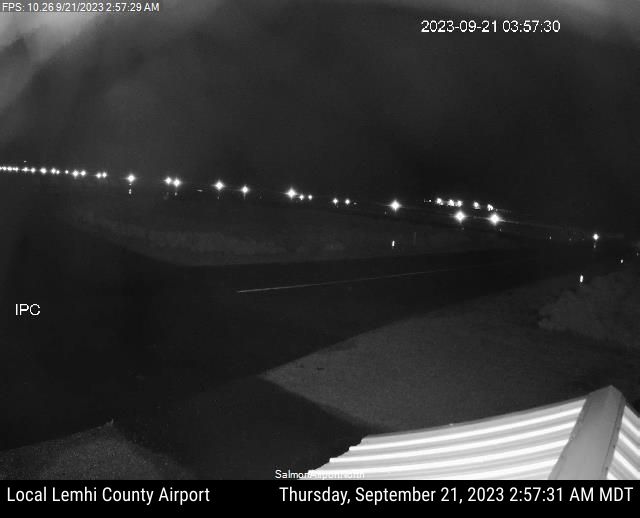 FPS: 10.26 9/21/2023 2:57:29 AM
2023-09-21 03:57:30
IPC
Local Lemhi County Airport
Thursday, September 21, 2023 2:57:31 AM MDT